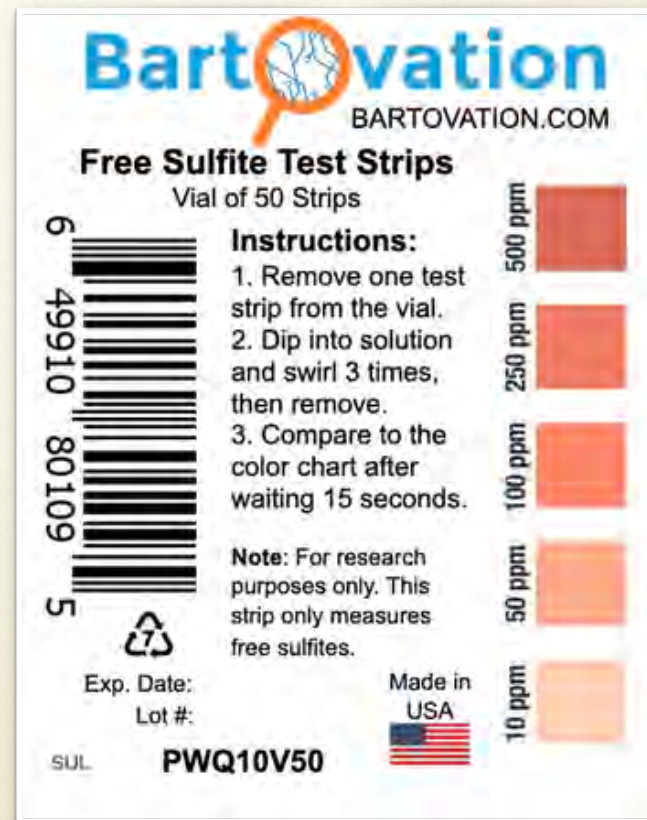 BartOvation
BARTOVATION.COM
Free Sulfite Test Strips
Vial of 50 Strips
Instructions:
1. Remove one test
strip from the vial.
2. Dip into solution
and swirl 3 times,
then remove.
3. Compare to the
color chart after
waiting 15 seconds.
Note: For research
purposes only. This
strip only measures
free sulfites.
6 49910 80109 5
7
Exp. Date:
Lot #:
Made in
USA
SUL
PWQ10V50
500 ppm
250 ppm
100 ppm
50 ppm
10 ppm